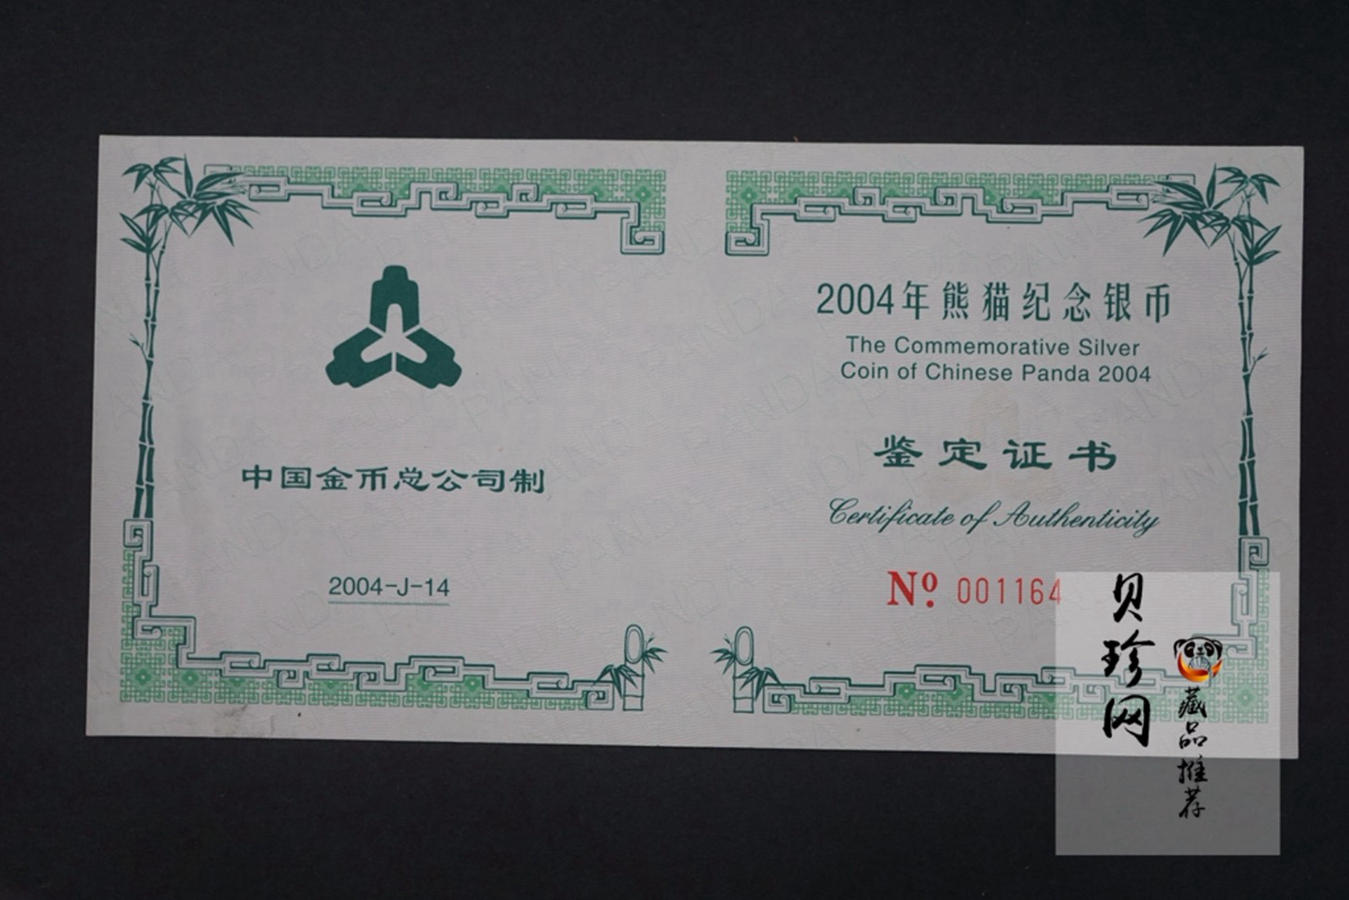 中国金币总公司制
2004-J-14
2004年熊猫纪念银币
The Commemorative Silver
Coin of Chinese Panda 2004
鉴定证书
Certificate of Authenticity
Nº. 001164
贝珍网
藏品推荐